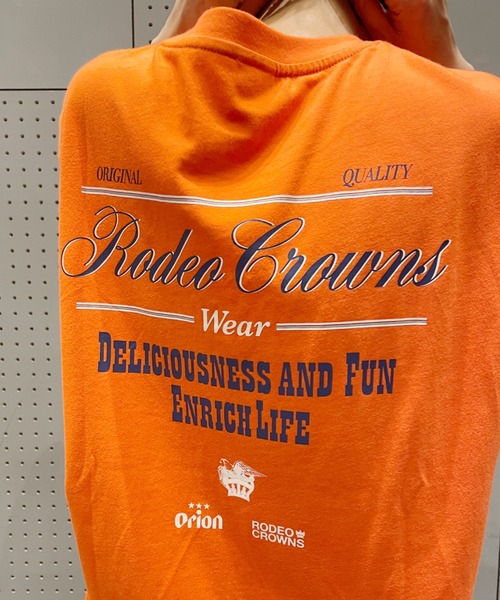 ORIGINAL QUALITY
Rodeo Crowns
Wear
DELICIOUSNESS AND FUN
ENRICH LIFE
orion
RODEO
CROWNS